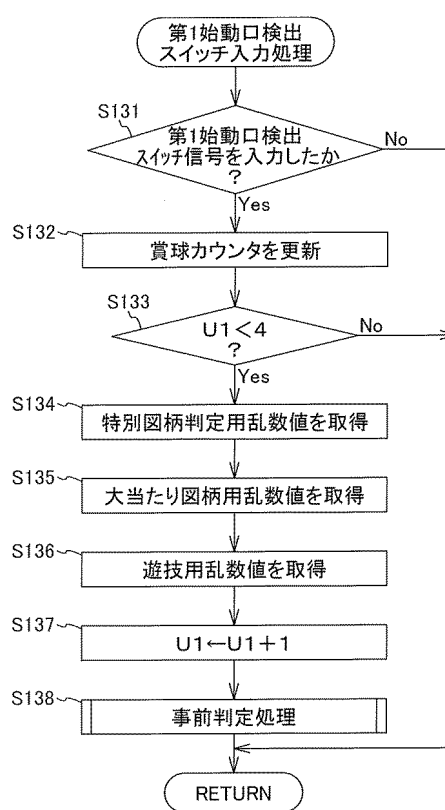 第1始動口検出
スイッチ入力処理
S131
第1始動口検出
スイッチ信号を入力したか
?
No
Yes
S132
賞球カウンタを更新
S133
U1<4
?
No
Yes
S134
特別図柄判定用乱数値を取得
S135
大当たり図柄用乱数値を取得
S136
遊技用乱数値を取得
S137
U1←U1+1
S138
事前判定処理
RETURN